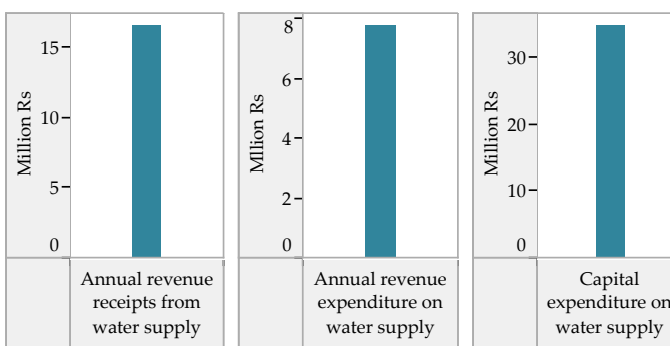 Million Rs
15
10
5
0
Annual revenue
receipts from
water supply
Mllion Rs
8
6
4
2
0
Annual revenue
expenditure on
water supply
Million Rs
30
20
10
0
Capital
expenditure on
water supply